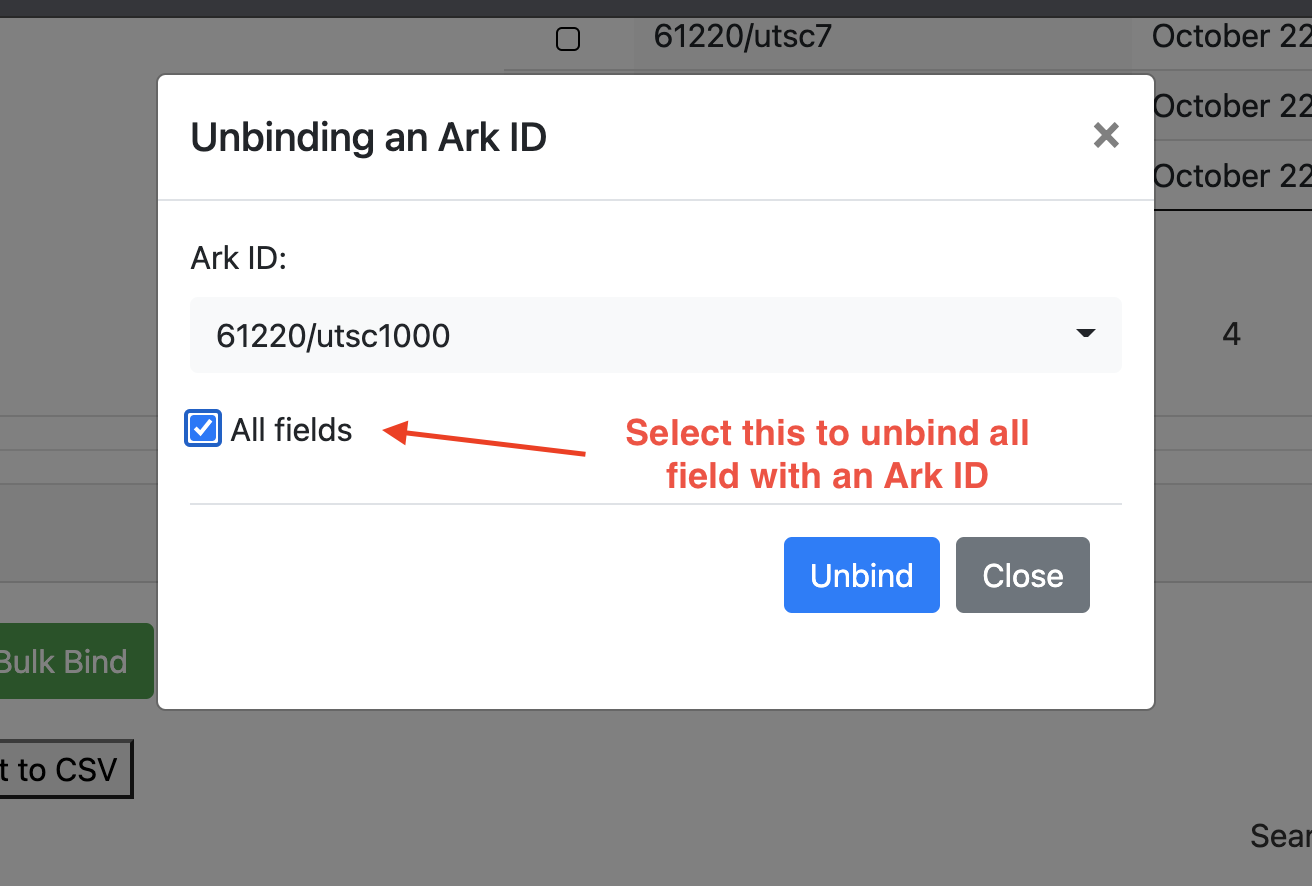 61220/utsc7 October 22
Unbinding an Ark ID
October 22
October 22
Ark ID:
61220/utsc1000
4
All fields
Select this to unbind all
field with an Ark ID
Unbind Close
Bulk Bind
t to CSV
Sear